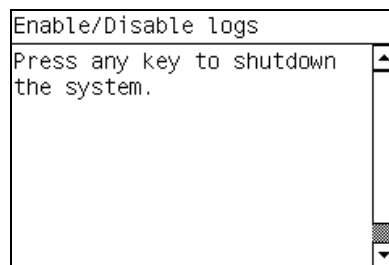 Enable/Disable logs
Press any key to shutdown
the system.